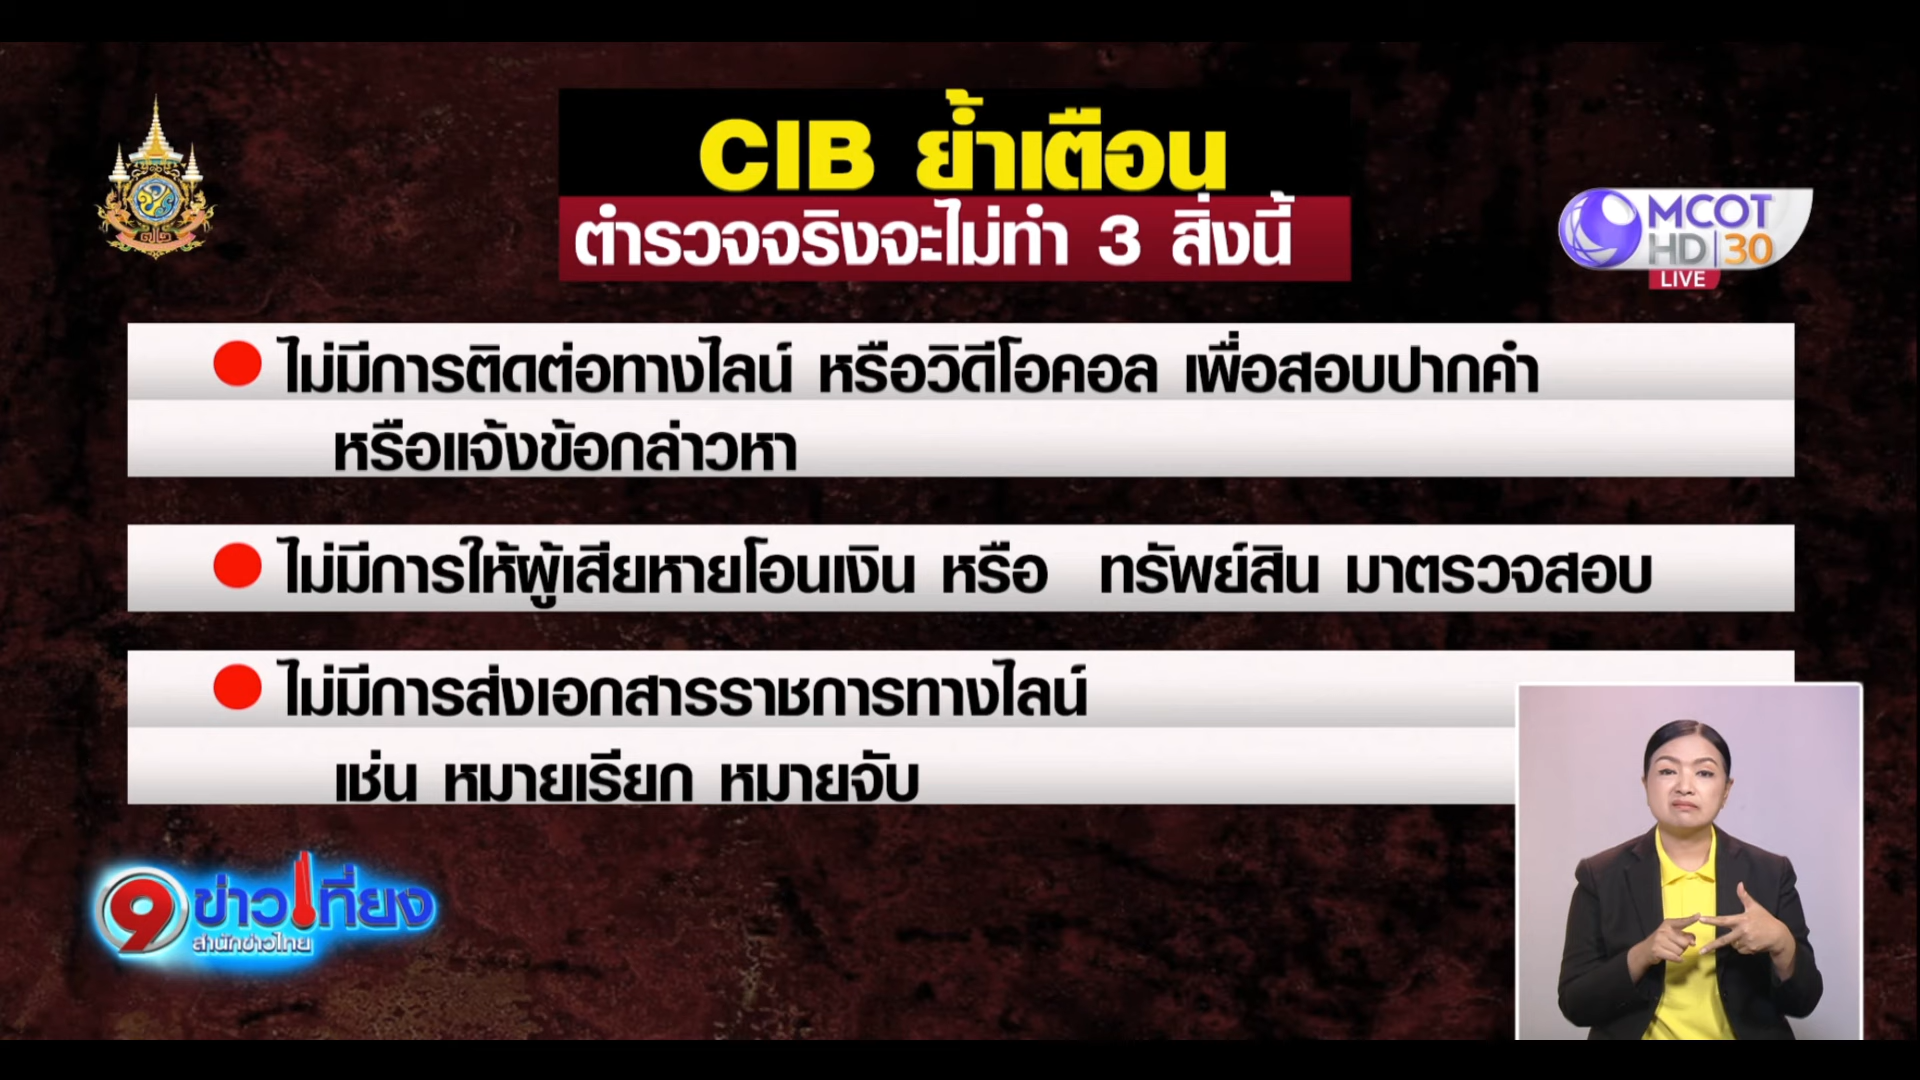 CIB ย้ำเตือน
ตำรวจจริงจะไม่ทำ 3 สิ่งนี้
MCOT
HD|30
LIVE
ไม่มีการติดต่อทางไลน์ หรือวิดีโอคอล เพื่อสอบปากคำ
หรือแจ้งข้อกล่าวหา
ไม่มีการให้ผู้เสียหายโอนเงิน หรือ ทรัพย์สิน มาตรวจสอบ
ไม่มีการส่งเอกสารราชการทางไลน์
เช่น หมายเรียก หมายจับ
9 ข่าวเที่ยง
สำนักข่าวไทย